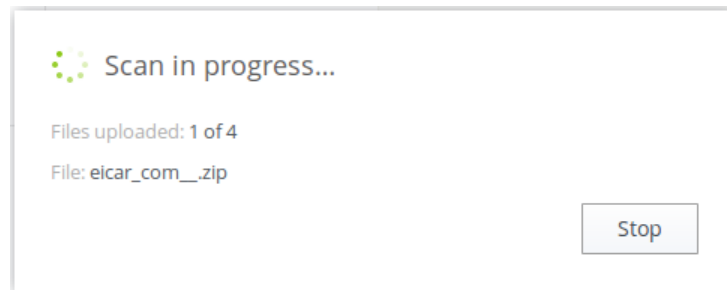 Scan in progress...
Files uploaded: 1 of 4
File: eicar_com__.zip
Stop